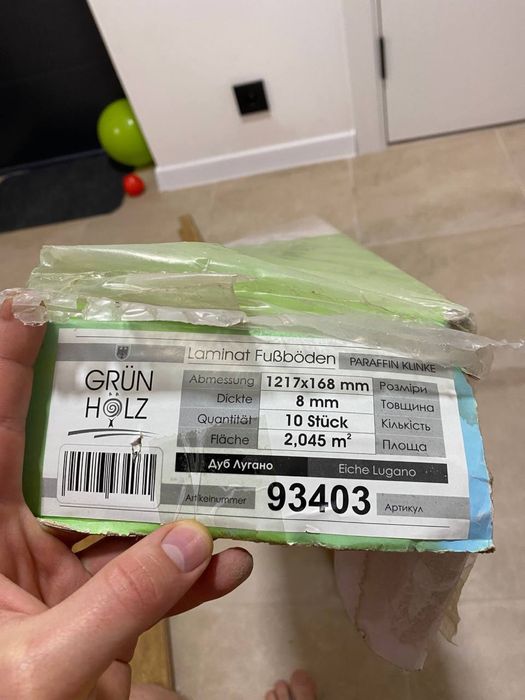 Laminat Fußböden PARAFFIN KLINKE
GRÜN
HOLZ
Abmessung 1217x168 mm Розміри
Dickte 8 mm Товщина
Quantität 10 Stück Кількість
Fläche 2,045 m² Площа
Дуб Лугано Eiche Lugano
Artikelnummer 93403 Артикул